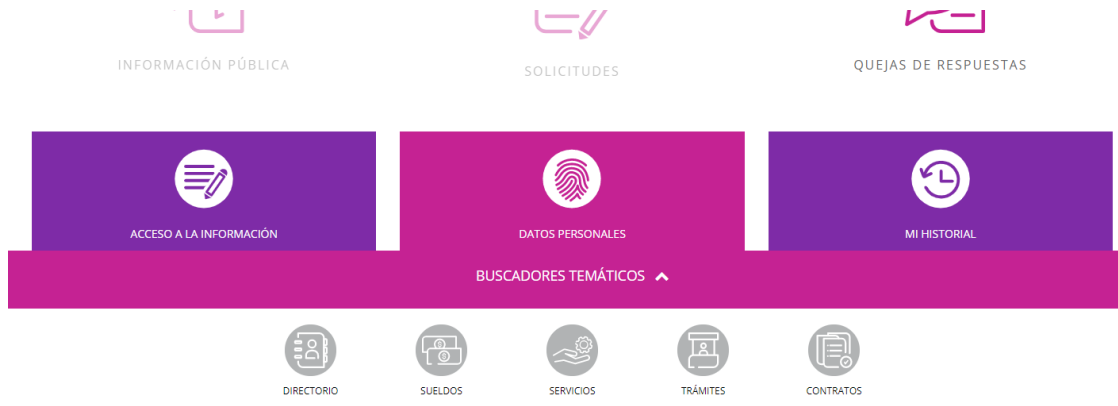 INFORMACIÓN PÚBLICA
SOLICITUDES
QUEJAS DE RESPUESTAS
ACCESO A LA INFORMACIÓN
DATOS PERSONALES
MI HISTORIAL
BUSCADORES TEMÁTICOS
DIRECTORIO
SUELDOS
SERVICIOS
TRÁMITES
CONTRATOS